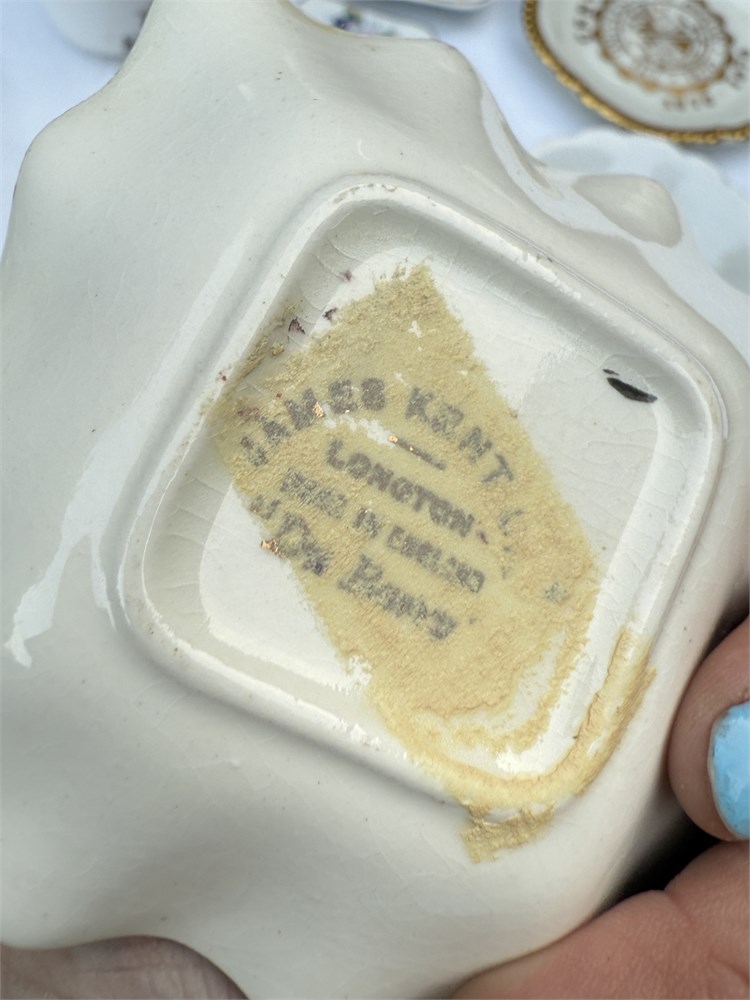 JAMES KENT
LONGTON
MADE IN ENGLAND
Du Barry